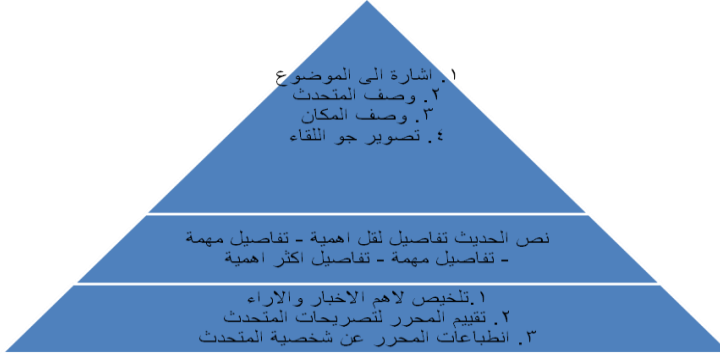 ١. اشارة الى الموضوع
٢. وصف المتحدث
٣. وصف المكان
٤. تصوير جو اللقاء
نص الحديث تفاصيل لقل اهمية - تفاصيل مهمة
- تفاصيل مهمة - تفاصيل اكثر اهمية
١.تلخيص لاهم الاخبار والاراء
٢. تقييم المحرر لتصريحات المتحدث
٣. انطباعات المحرر عن شخصية المتحدث